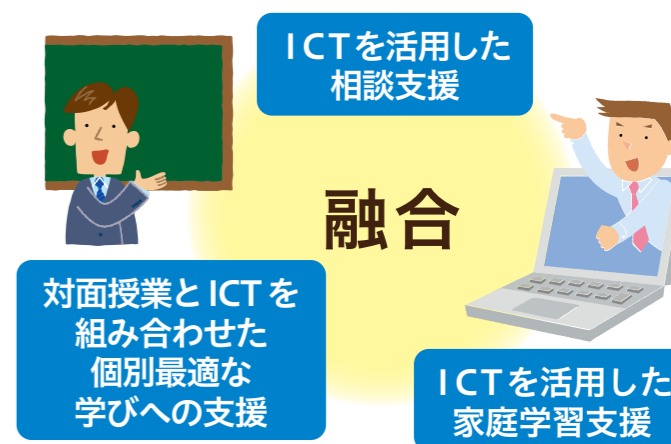 ICTを活用した
相談支援
融合
対面授業とICTを
組み合わせた
個別最適な
学びへの支援
ICTを活用した
家庭学習支援